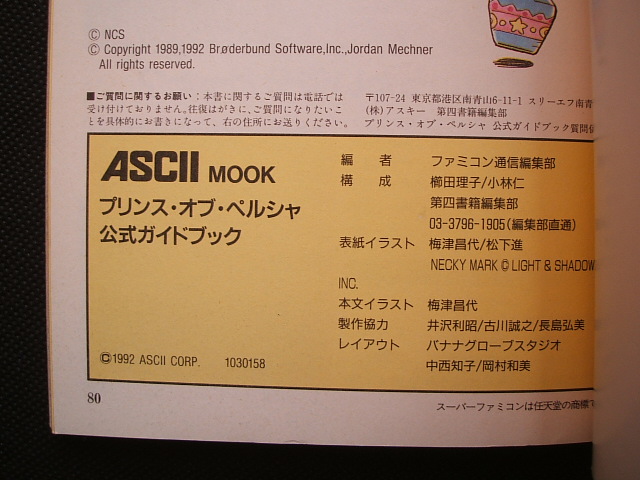 © NCS
© Copyright 1989,1992 Brøderbund Software,Inc.,Jordan Mechner
All rights reserved.
■ご質問に関するお願い：本書に関するご質問は電話では
受け付けておりません。往復はがきに、ご質問になりたいこ
とを具体的にお書きになって、右の住所にお送りください。
〒107-24 東京都港区南青山6-11-1 スリーエフ南青
(株)アスキー 第四書籍編集部
プリンス・オブ・ペルシャ 公式ガイドブック質問
ASCII MOOK
プリンス・オブ・ペルシャ
公式ガイドブック
©1992 ASCII CORP. 1030158
編者 ファミコン通信編集部
構成 櫛田理子/小林仁
第四書籍編集部
03-3796-1905(編集部直通)
表紙イラスト 梅津昌代/松下進
NECKY MARK © LIGHT & SHADOW
INC.
本文イラスト 梅津昌代
製作協力 井沢利昭/古川誠之/長島弘美
レイアウト バナナグローブスタジオ
中西知子/岡村和美
80
スーパーファミコンは任天堂の商標で